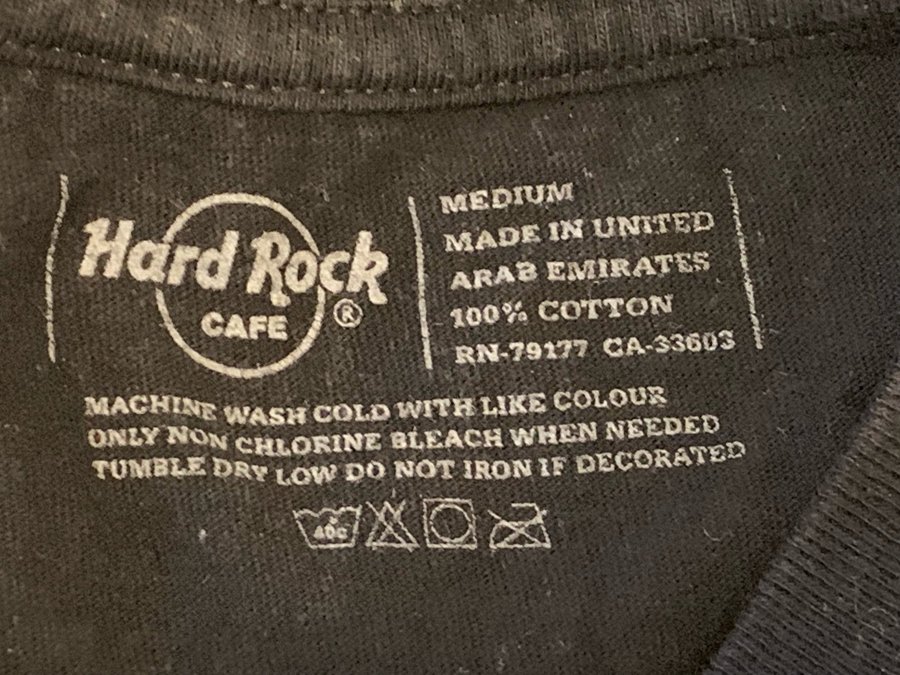 Hard Rock
CAFE
®
MEDIUM
MADE IN UNITED
ARAB EMIRATES
100% COTTON
RN-79177 CA-33603
MACHINE WASH COLD WITH LIKE COLOUR
ONLY NON CHLORINE BLEACH WHEN NEEDED
TUMBLE DRY LOW DO NOT IRON IF DECORATED
40c